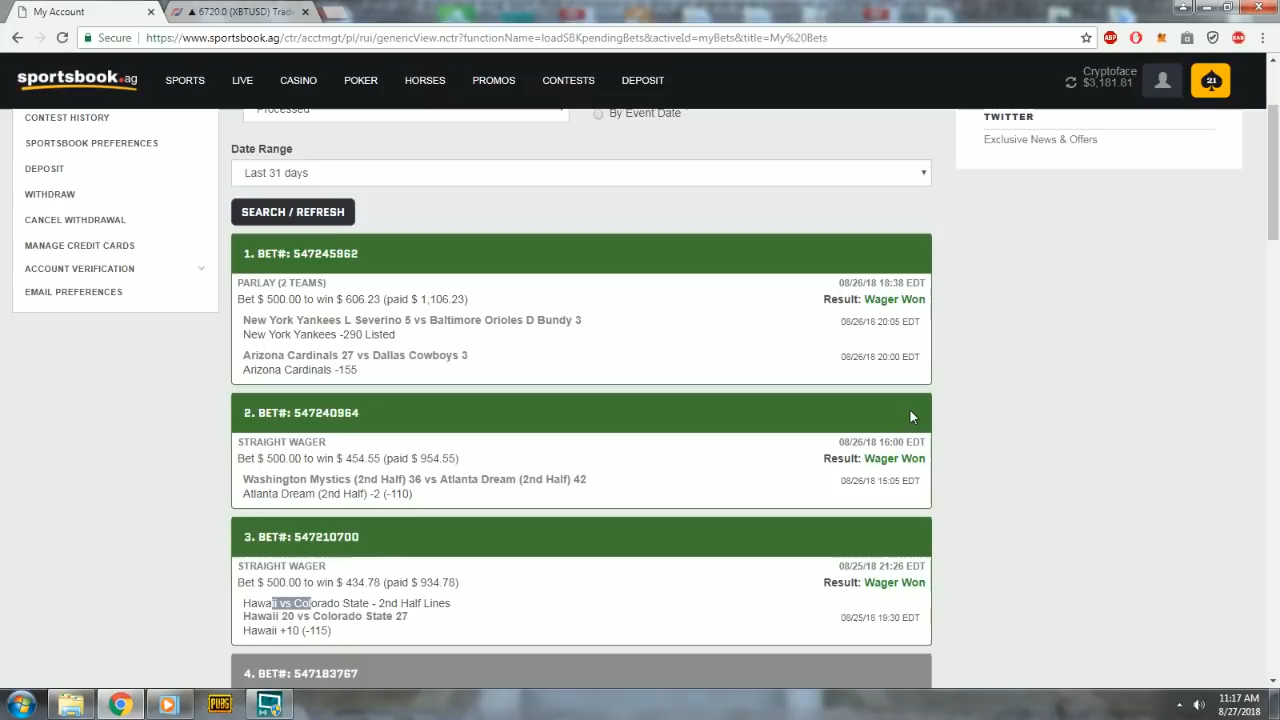 My Account
▲ 6720.0 (XBTUSD) Trade
Secure
https://www.sportsbook.ag/ctr/acctmgt/pl/rui/genericView.nctr?functionName=loadSBKpendingBets&activeId=myBets&title=My%20Bets
ABP
sportsbook.ag
SPORTS
LIVE
CASINO
POKER
HORSES
PROMOS
CONTESTS
DEPOSIT
Cryptoface
$3,181.81
21
CONTEST HISTORY
SPORTSBOOK PREFERENCES
DEPOSIT
WITHDRAW
CANCEL WITHDRAWAL
MANAGE CREDIT CARDS
ACCOUNT VERIFICATION
EMAIL PREFERENCES
Processed
By Event Date
Date Range
Last 31 days
SEARCH / REFRESH
TWITTER
Exclusive News & Offers
1. BET#: 547245962
PARLAY (2 TEAMS)
08/26/18 18:38 EDT
Bet $ 500.00 to win $ 606.23 (paid $ 1,106.23)
Result: Wager Won
New York Yankees L Severino 5 vs Baltimore Orioles D Bundy 3
08/26/18 20:05 EDT
New York Yankees -290 Listed
Arizona Cardinals 27 vs Dallas Cowboys 3
08/26/18 20:00 EDT
Arizona Cardinals -155
2. BET#: 547240964
STRAIGHT WAGER
08/26/18 16:00 EDT
Bet $ 500.00 to win $ 454.55 (paid $ 954.55)
Result: Wager Won
Washington Mystics (2nd Half) 36 vs Atlanta Dream (2nd Half) 42
08/26/18 15:05 EDT
Atlanta Dream (2nd Half) -2 (-110)
3. BET#: 547210700
STRAIGHT WAGER
08/25/18 21:26 EDT
Bet $ 500.00 to win $ 434.78 (paid $ 934.78)
Result: Wager Won
Hawaii vs Colorado State - 2nd Half Lines
Hawaii 20 vs Colorado State 27
08/25/18 19:30 EDT
Hawaii +10 (-115)
4. BET#: 547183767
PUBG
11:17 AM
8/27/2018